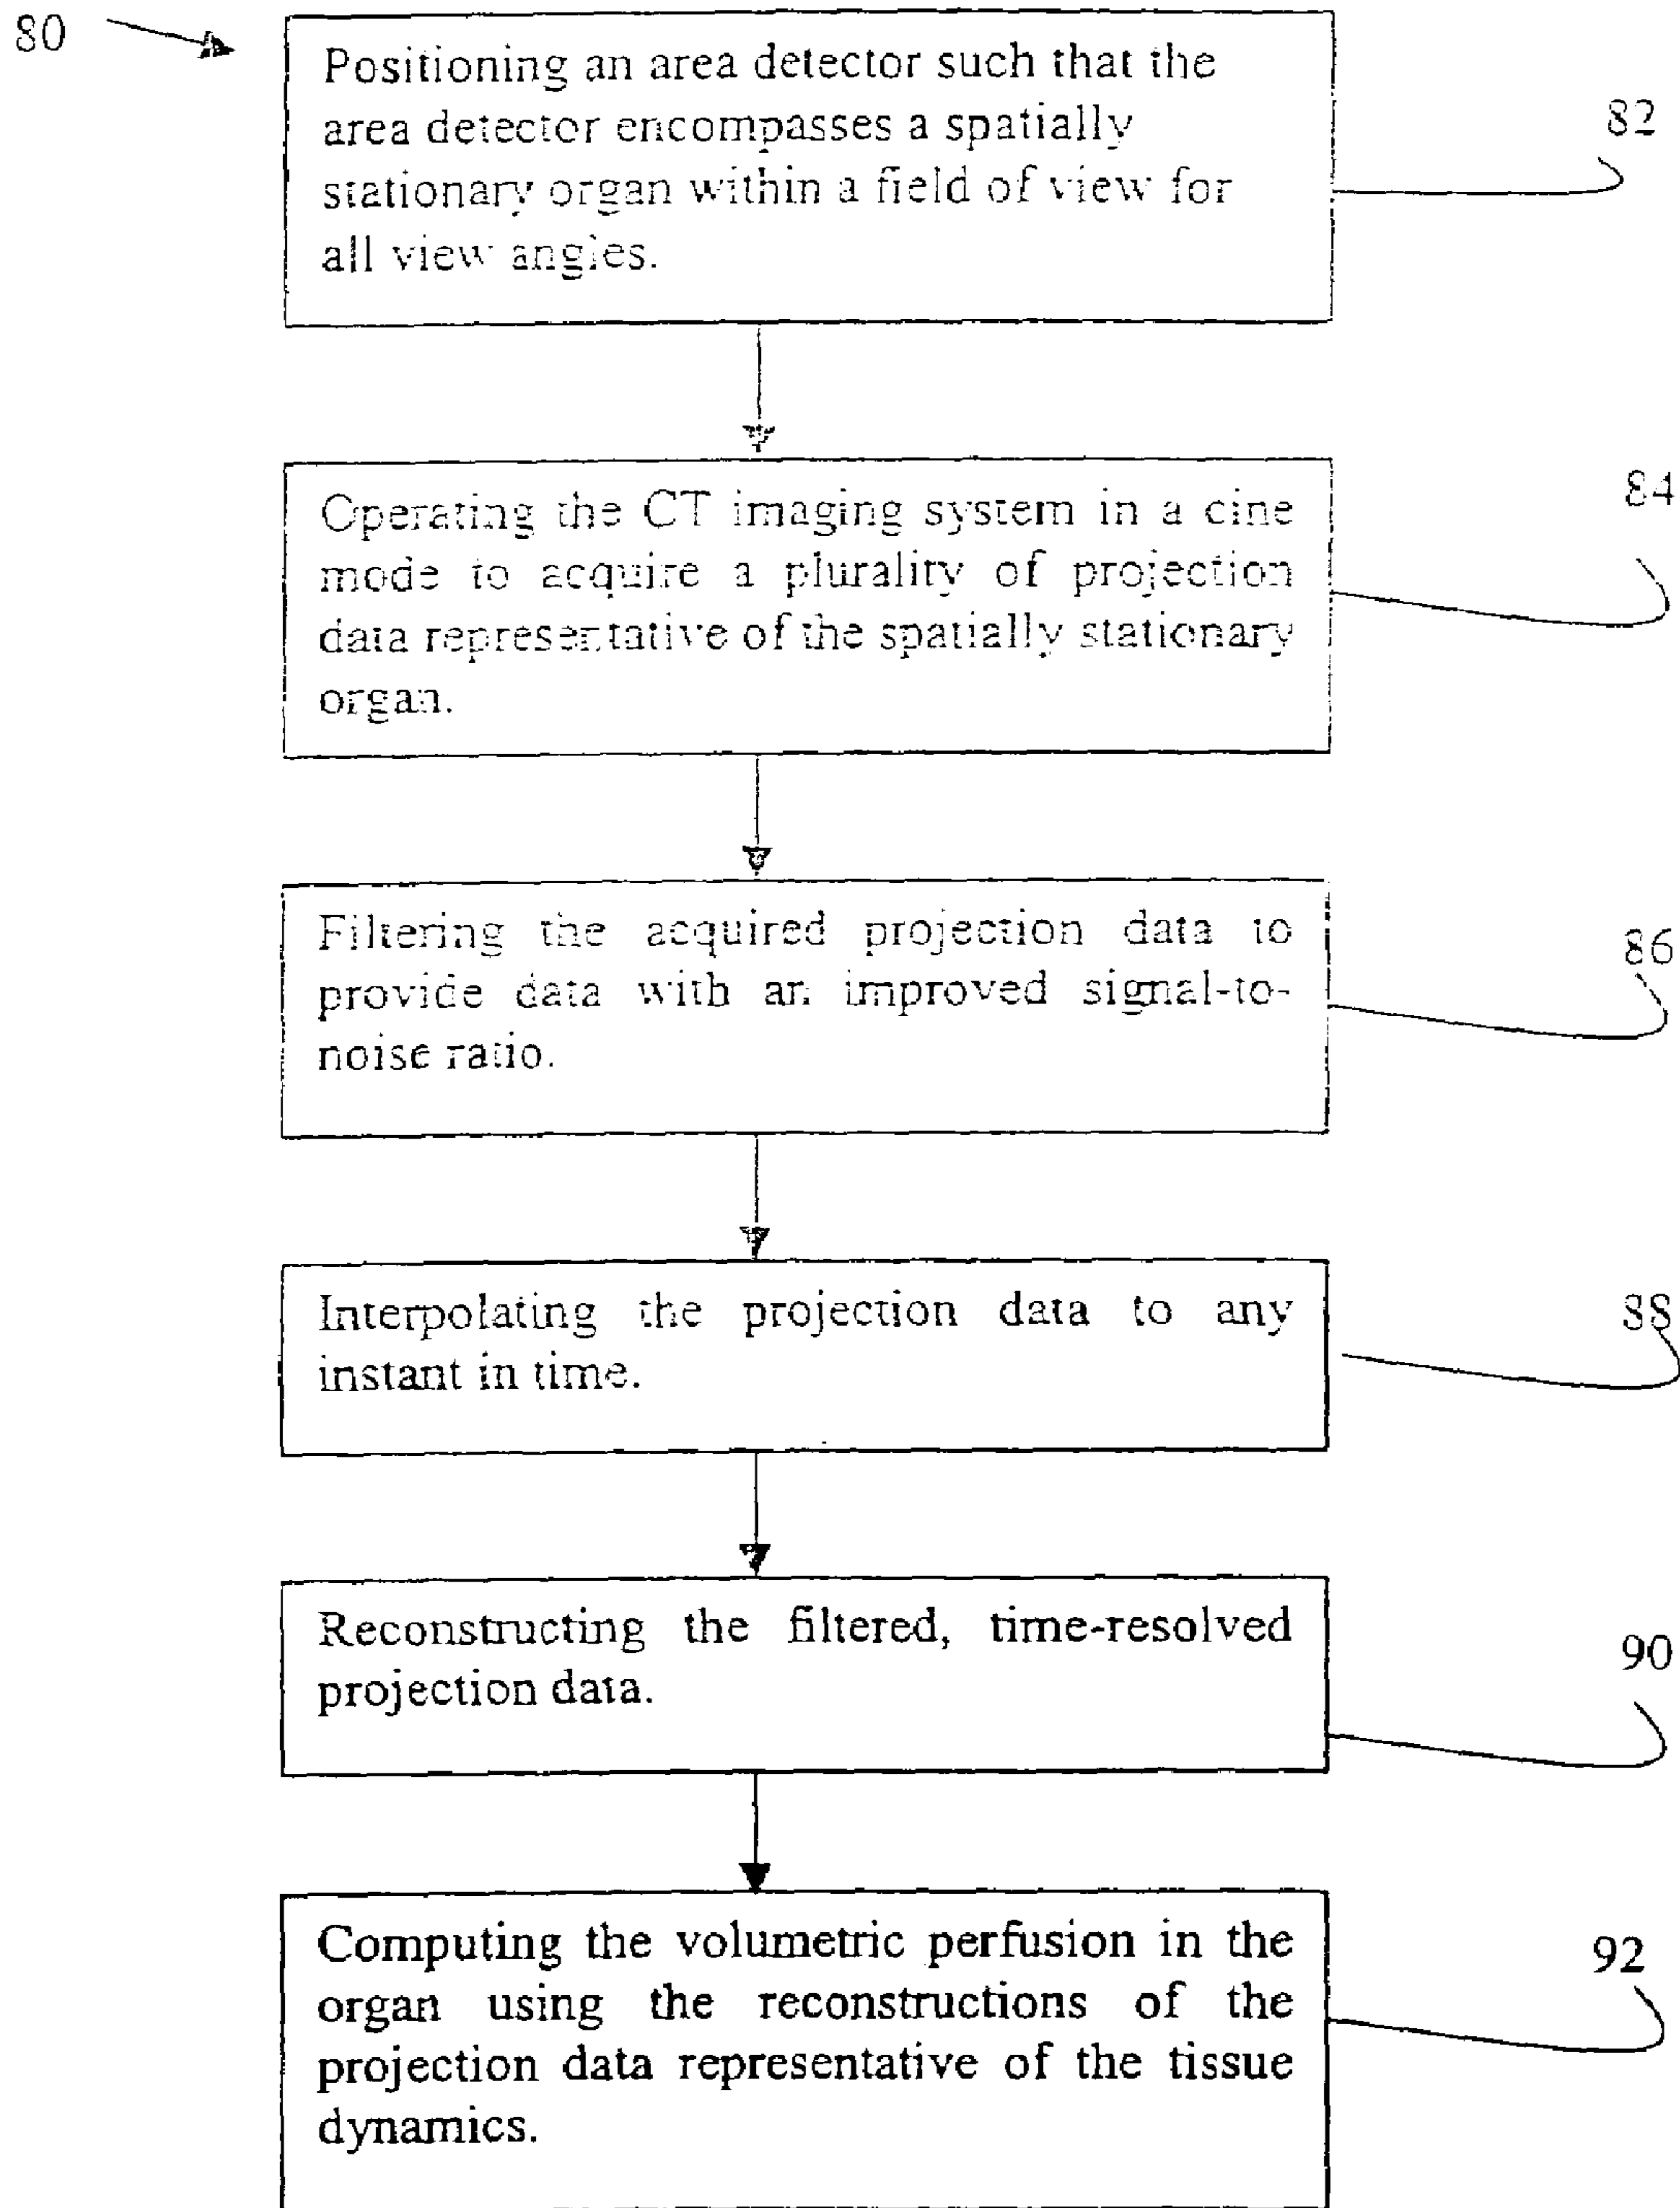 80
Positioning an area detector such that the
area detector encompasses a spatially
stationary organ within a field of view for
all view angles.
82
Operating the CT imaging system in a cine
mode to acquire a plurality of projection
data representative of the spatially stationary
organ.
84
Filtering the acquired projection data to
provide data with an improved signal-to-
noise ratio.
86
Interpolating the projection data to any
instant in time.
88
Reconstructing the filtered, time-resolved
projection data.
90
Computing the volumetric perfusion in the
organ using the reconstructions of the
projection data representative of the tissue
dynamics.
92